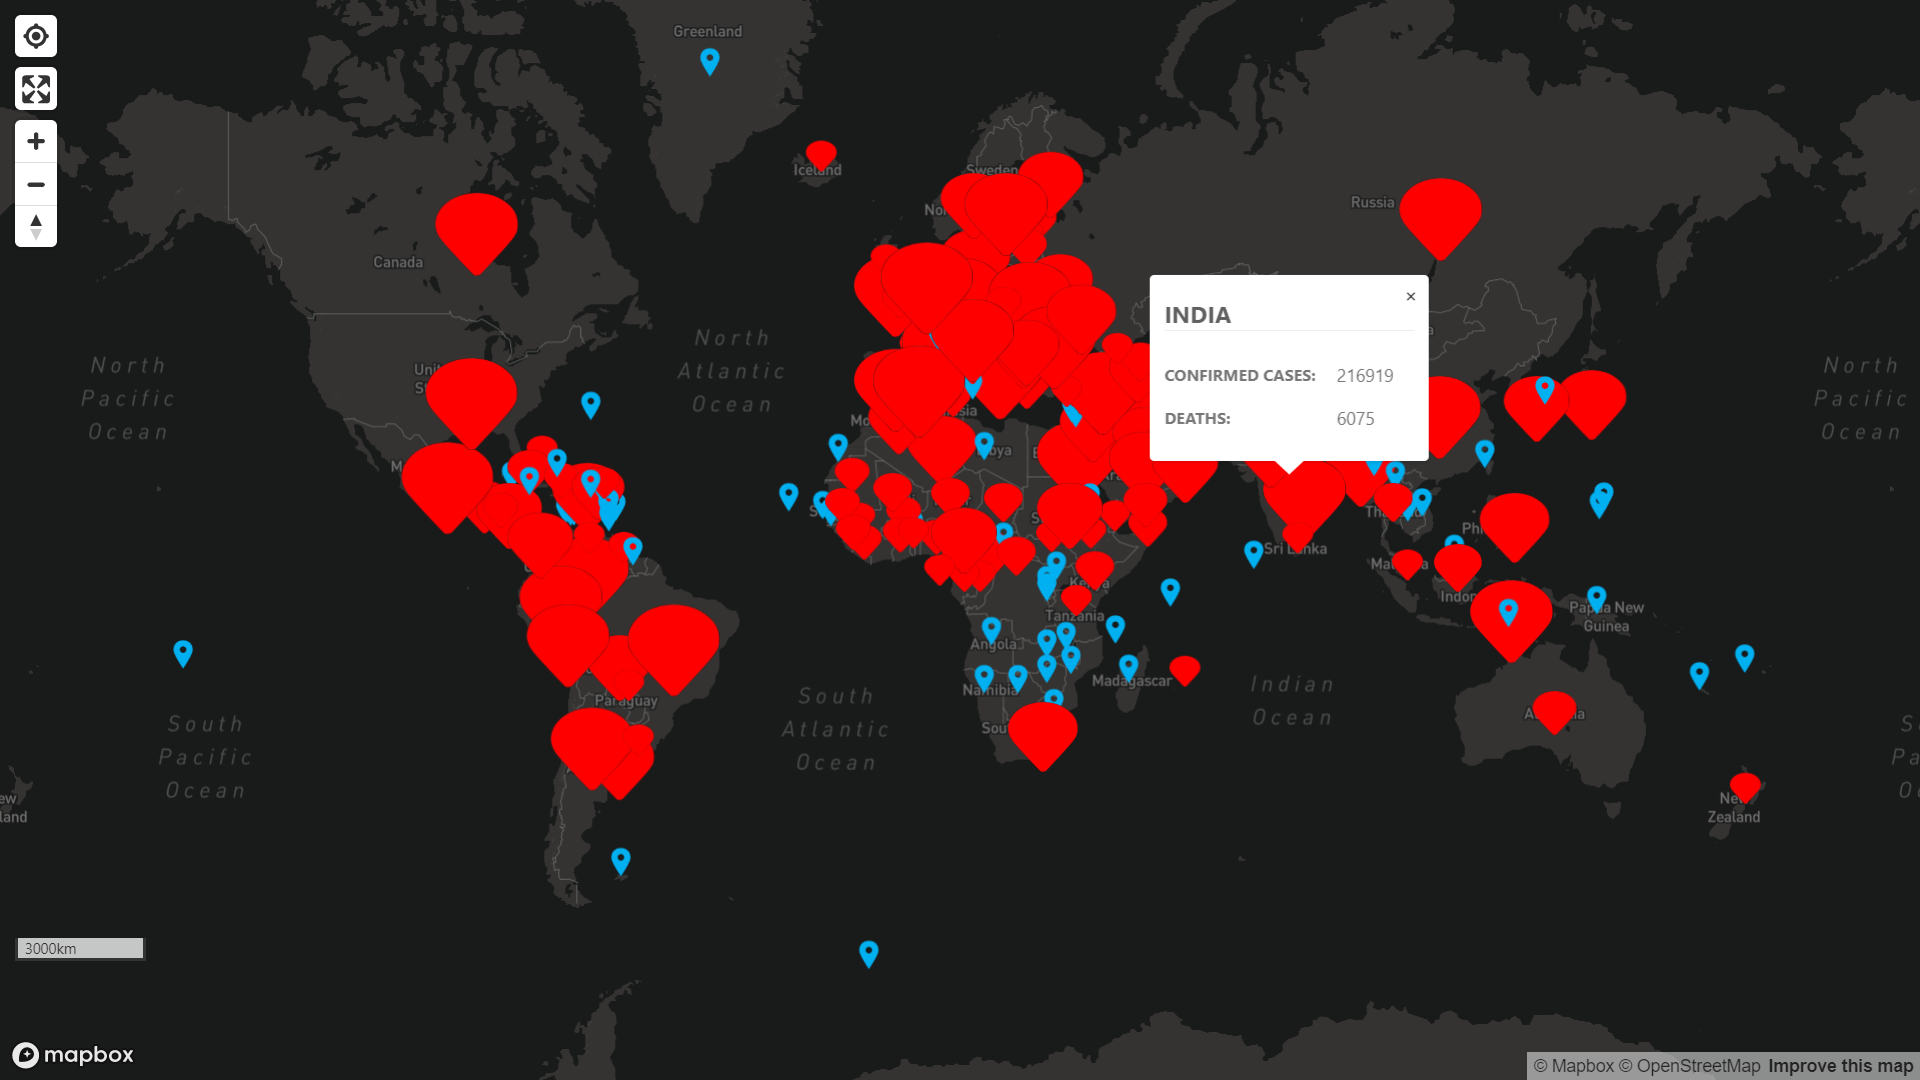 Greenland
Iceland
Sweden
Russia
Canada
INDIA
×
CONFIRMED CASES: 216919
DEATHS: 6075
North
Pacific
Ocean
North
Atlantic
Ocean
North
Pacific
Ocean
Sri Lanka
Tanzania
Angola
Papua New
Guinea
Namibia
Madagascar
Paraguay
Indian
Ocean
South
Atlantic
Ocean
South
Pacific
Ocean
New
Zealand
3000km
mapbox
© Mapbox © OpenStreetMap Improve this map